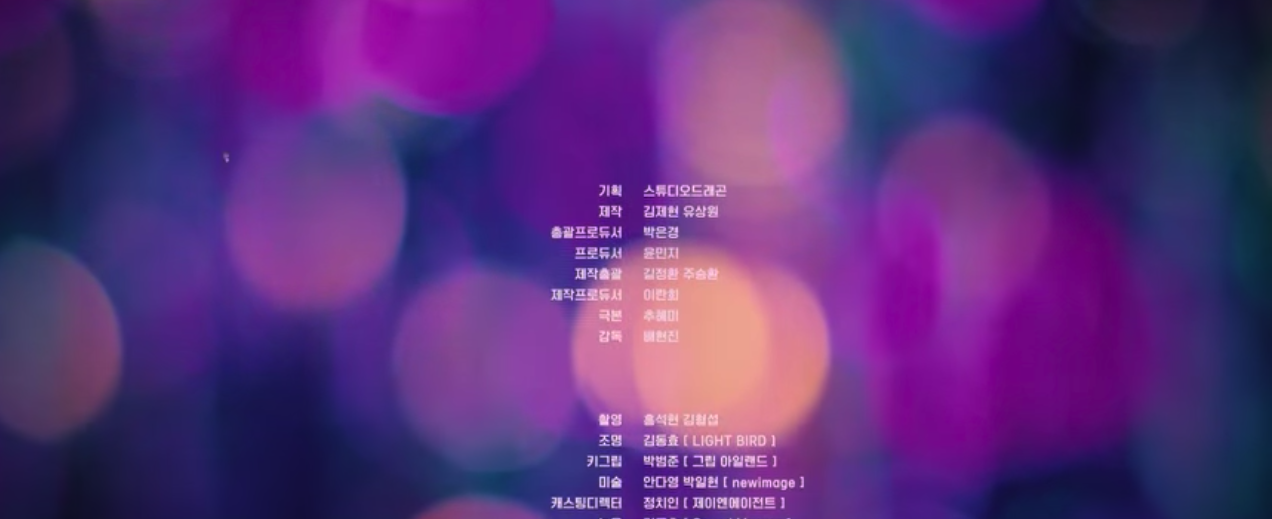 기획 스튜디오드래곤
제작 김제현 유상원
총괄프로듀서 박은경
프로듀서 윤민지
제작총괄 김정환 주승환
제작프로듀서 이란희
극본 추혜미
감독 배현진
촬영 홍석현 김형섭
조명 김동효 [ LIGHT BIRD ]
키그립 박범준 [ 그립 아일랜드 ]
미술 안다영 박일현 [ newimage ]
캐스팅디렉터 정치인 [ 제이엔에이전트 ]